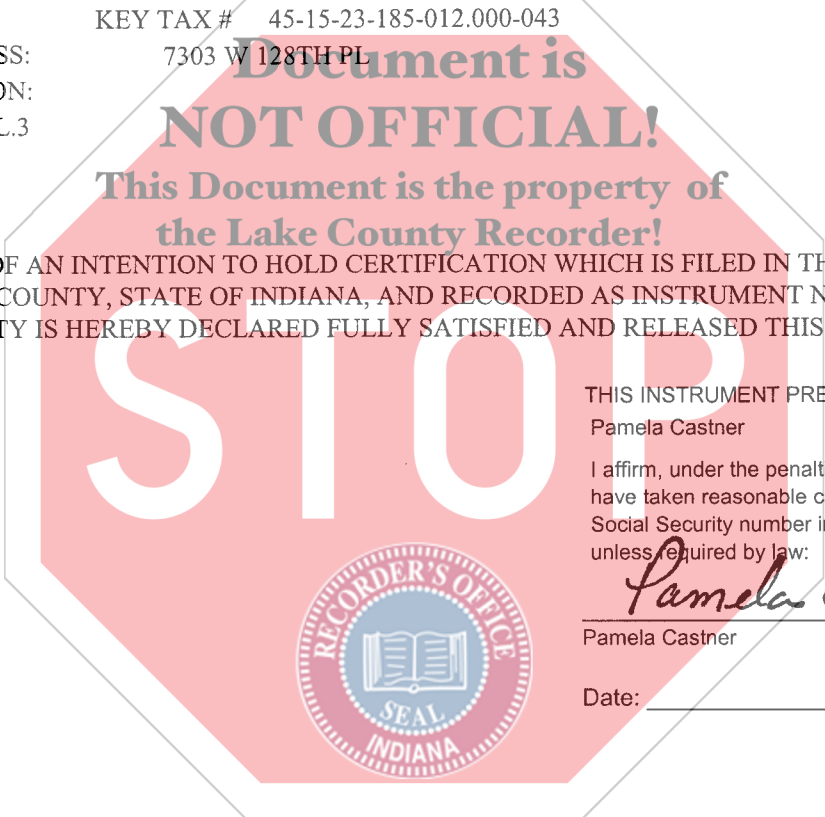 KEY TAX # 45-15-23-185-012.000-043
SS: 7303 W 128TH PL
ON:
L.3
Document is
NOT OFFICIAL!
This Document is the property of
the Lake County Recorder!
OF AN INTENTION TO HOLD CERTIFICATION WHICH IS FILED IN TH
COUNTY, STATE OF INDIANA, AND RECORDED AS INSTRUMENT N
TY IS HEREBY DECLARED FULLY SATISFIED AND RELEASED THIS
STOP
THIS INSTRUMENT PRE
Pamela Castner
I affirm, under the penalt
have taken reasonable c
Social Security number i
unless required by law:
Pamela
Pamela Castner
Date:
RECORDER'S OFFICE
SEAL
INDIANA